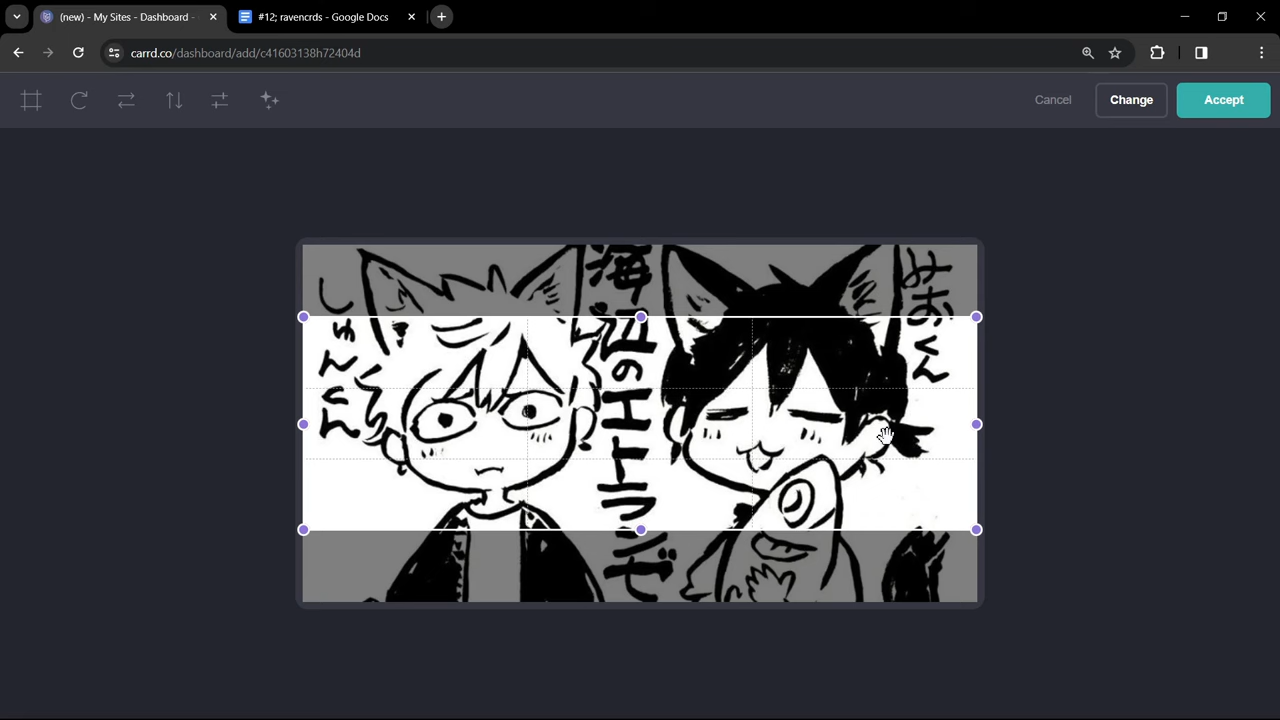 (new) - My Sites - Dashboard -
#12; ravencrds - Google Docs
carrd.co/dashboard/add/c41603138h72404d
Cancel
Change
Accept
しゅんくん
海辺のエトランゼ
みおくん